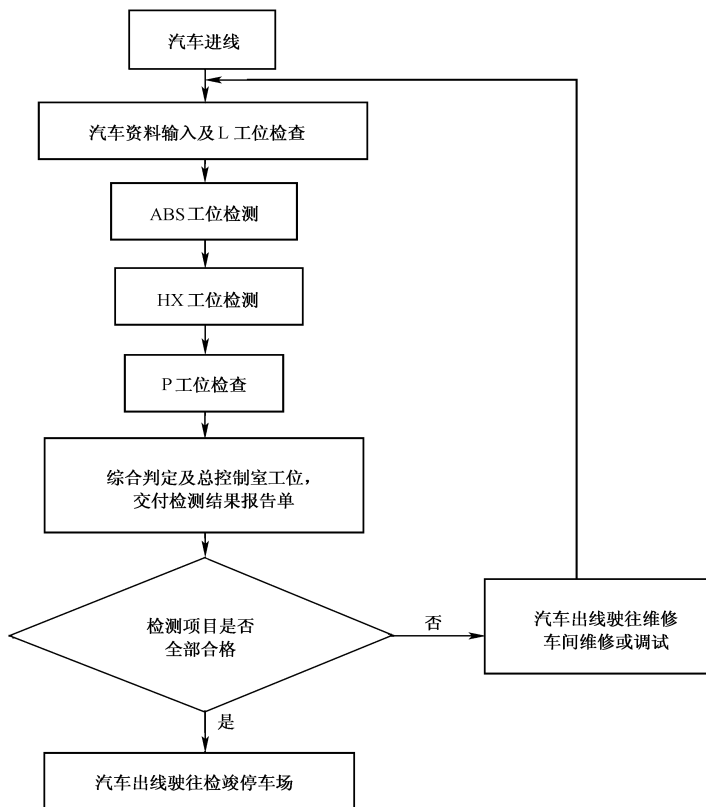 汽车进线
汽车资料输入及L工位检查
ABS工位检测
HX工位检测
P工位检查
综合判定及总控制室工位，
交付检测结果报告单
检测项目是否
全部合格
否
汽车出线驶往维修
车间维修或调试
是
汽车出线驶往检竣停车场